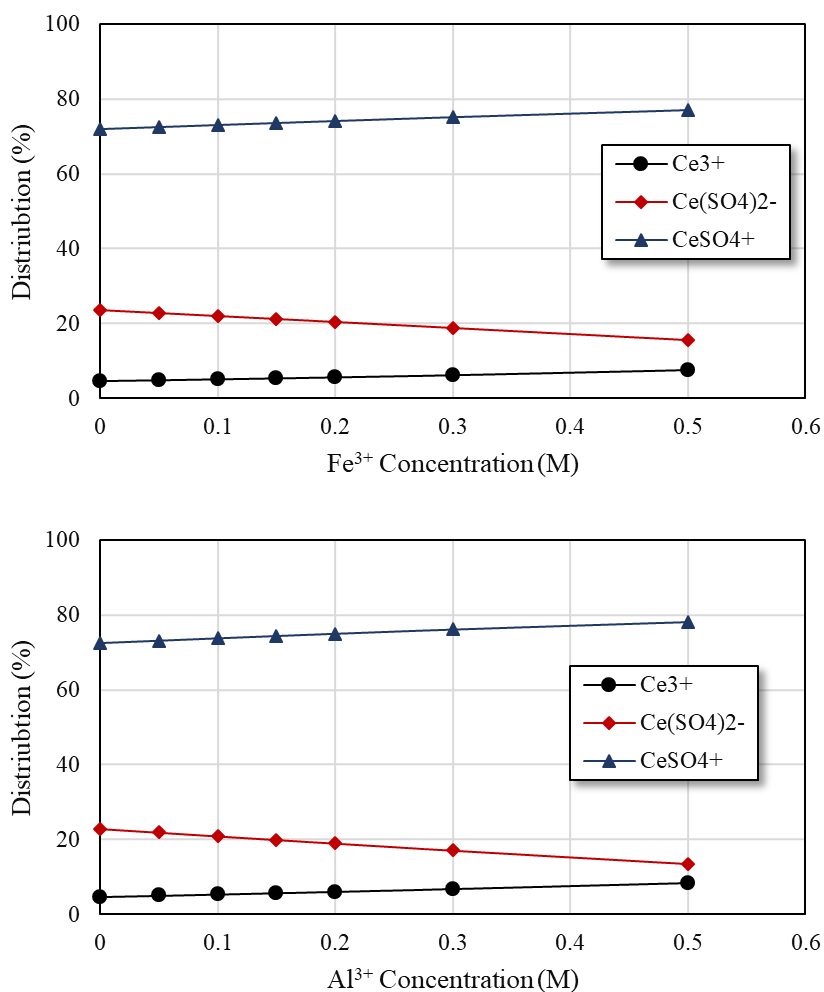 100
80
60
40
20
0
Distriubtion (%)
Ce3+
Ce(SO4)2-
CeSO4+
0 0.1 0.2 0.3 0.4 0.5 0.6
Fe³⁺ Concentration (M)
100
80
60
40
20
0
Distriubtion (%)
Ce3+
Ce(SO4)2-
CeSO4+
0 0.1 0.2 0.3 0.4 0.5 0.6
Al³⁺ Concentration (M)